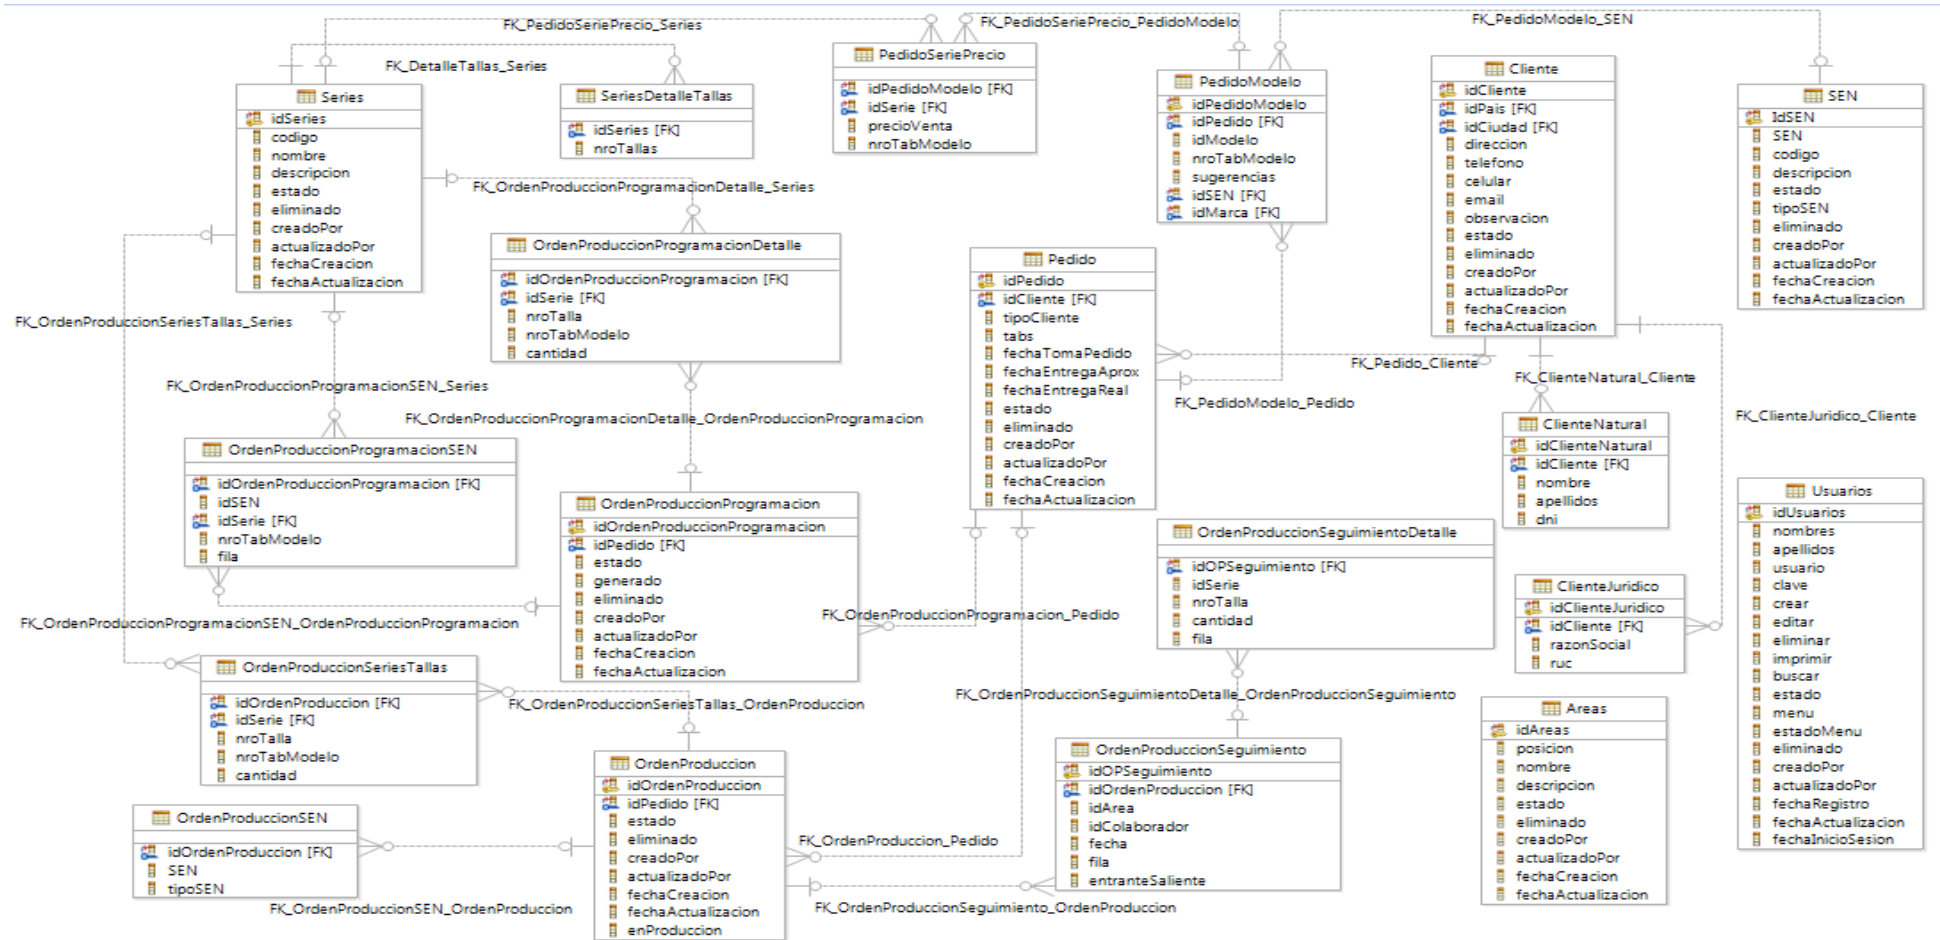 FK_PedidoSeriePrecio_Series
FK_PedidoSeriePrecio_PedidoModelo
FK_PedidoModelo_SEN
FK_DetalleTallas_Series
Series
idSeries
codigo
nombre
descripcion
estado
eliminado
creadoPor
actualizadoPor
fechaCreacion
fechaActualizacion
SeriesDetalleTallas
idSeries [FK]
nroTallas
PedidoSeriePrecio
idPedidoModelo [FK]
idSerie [FK]
precioVenta
nroTabModelo
PedidoModelo
idPedidoModelo
idPedido [FK]
idModelo
nroTabModelo
sugerencias
idSEN [FK]
idMarca [FK]
Cliente
idCliente
idPais [FK]
idCiudad [FK]
direccion
telefono
celular
email
observacion
estado
eliminado
creadoPor
actualizadoPor
fechaCreacion
fechaActualizacion
SEN
IdSEN
SEN
codigo
descripcion
estado
tipoSEN
eliminado
creadoPor
actualizadoPor
fechaCreacion
fechaActualizacion
FK_OrdenProduccionProgramacionDetalle_Series
OrdenProduccionProgramacionDetalle
idOrdenProduccionProgramacion [FK]
idSerie [FK]
nroTalla
nroTabModelo
cantidad
Pedido
idPedido
idCliente [FK]
tipoCliente
tabs
fechaTomaPedido
fechaEntregaAprox
fechaEntregaReal
estado
eliminado
creadoPor
actualizadoPor
fechaCreacion
fechaActualizacion
FK_OrdenProduccionSeriesTallas_Series
FK_Pedido_Cliente
FK_ClienteNatural_Cliente
FK_OrdenProduccionProgramacionSEN_Series
FK_PedidoModelo_Pedido
FK_OrdenProduccionProgramacionDetalle_OrdenProduccionProgramacion
FK_ClienteJuridico_Cliente
ClienteNatural
idClienteNatural
idCliente [FK]
nombre
apellidos
dni
OrdenProduccionProgramacionSEN
idOrdenProduccionProgramacion [FK]
idSEN
idSerie [FK]
nroTabModelo
fila
OrdenProduccionProgramacion
idOrdenProduccionProgramacion
idPedido [FK]
estado
generado
eliminado
creadoPor
actualizadoPor
fechaCreacion
fechaActualizacion
OrdenProduccionSeguimientoDetalle
idOPSeguimiento [FK]
idSerie
nroTalla
cantidad
fila
Usuarios
idUsuarios
nombres
apellidos
usuario
clave
crear
editar
eliminar
imprimir
buscar
estado
menu
estadoMenu
eliminado
creadoPor
actualizadoPor
fechaRegistro
fechaActualizacion
fechaInicioSesion
ClienteJuridico
idClienteJuridico
idCliente [FK]
razonSocial
ruc
FK_OrdenProduccionProgramacion_Pedido
FK_OrdenProduccionProgramacionSEN_OrdenProduccionProgramacion
OrdenProduccionSeriesTallas
idOrdenProduccion [FK]
idSerie [FK]
nroTalla
nroTabModelo
cantidad
FK_OrdenProduccionSeriesTallas_OrdenProduccion
FK_OrdenProduccionSeguimientoDetalle_OrdenProduccionSeguimiento
Areas
idAreas
posicion
nombre
descripcion
estado
eliminado
creadoPor
actualizadoPor
fechaCreacion
fechaActualizacion
OrdenProduccion
idOrdenProduccion
idPedido [FK]
estado
eliminado
creadoPor
actualizadoPor
fechaCreacion
fechaActualizacion
enProduccion
OrdenProduccionSeguimiento
idOPSeguimiento
idOrdenProduccion [FK]
idArea
idColaborador
fecha
fila
entranteSaliente
OrdenProduccionSEN
idOrdenProduccion [FK]
SEN
tipoSEN
FK_OrdenProduccion_Pedido
FK_OrdenProduccionSEN_OrdenProduccion
FK_OrdenProduccionSeguimiento_OrdenProduccion